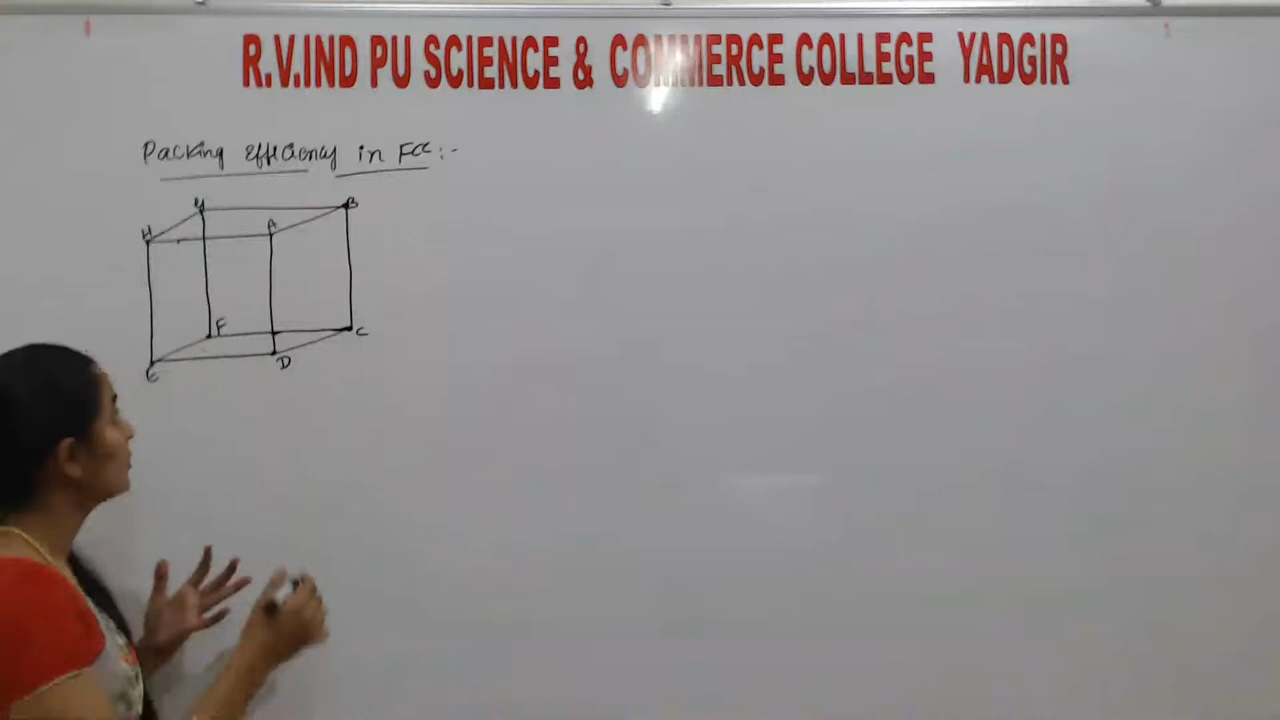 R.V.IND PU SCIENCE & COMMERCE COLLEGE YADGIR
Packing efficiency in FCC :-
B
H A
F C
D
E